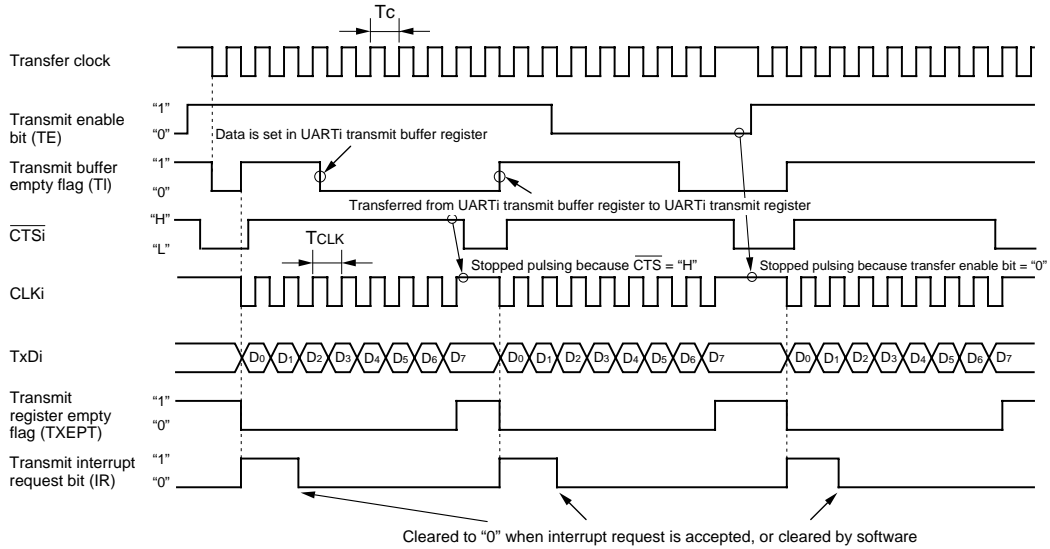 Tc
Transfer clock
Transmit enable
bit (TE)
“1”
“0”
Data is set in UARTi transmit buffer register
Transmit buffer
empty flag (Tl)
“1”
“0”
Transferred from UARTi transmit buffer register to UARTi transmit register
CTSi
“H”
“L”
TCLK
Stopped pulsing because CTS = “H”
Stopped pulsing because transfer enable bit = “0”
CLKi
TxDi
D0 D1 D2 D3 D4 D5 D6 D7 D0 D1 D2 D3 D4 D5 D6 D7 D0 D1 D2 D3 D4 D5 D6 D7
Transmit
register empty
flag (TXEPT)
“1”
“0”
Transmit interrupt
request bit (IR)
“1”
“0”
Cleared to “0” when interrupt request is accepted, or cleared by software